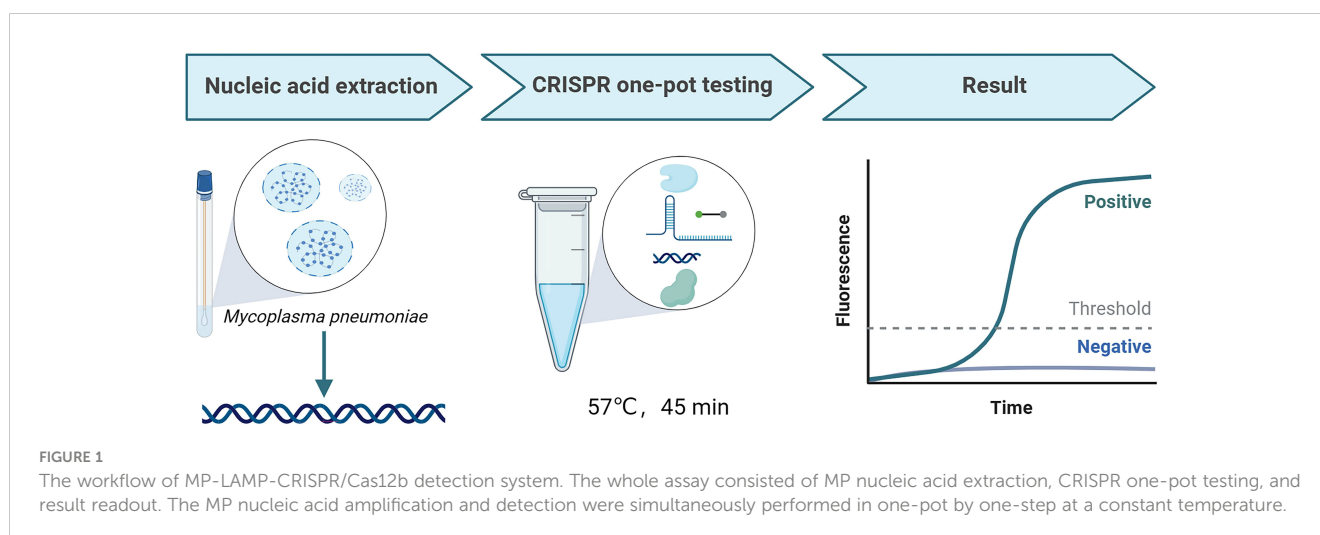 Nucleic acid extraction
CRISPR one-pot testing
Result
Mycoplasma pneumoniae
57℃, 45 min
Fluorescence
Positive
Threshold
Negative
Time
FIGURE 1
The workflow of MP-LAMP-CRISPR/Cas12b detection system. The whole assay consisted of MP nucleic acid extraction, CRISPR one-pot testing, and
result readout. The MP nucleic acid amplification and detection were simultaneously performed in one-pot by one-step at a constant temperature.